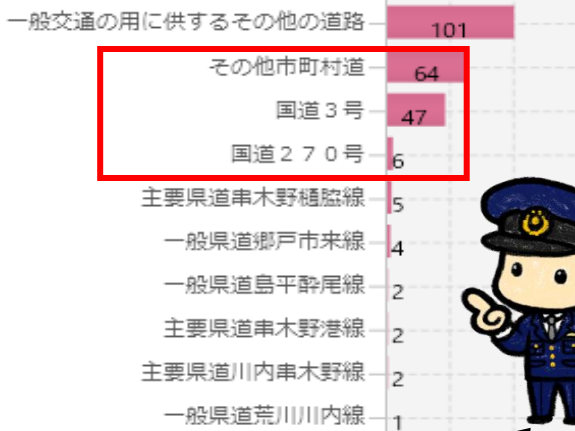 一般交通の用に供するその他の道路 101
その他市町村道 64
国道３号 47
国道２７０号 6
主要県道串木野樋脇線 5
一般県道郷戸市来線 4
一般県道島平酔尾線 2
主要県道串木野港線 2
主要県道川内串木野線 2
一般県道荒川川内線 1